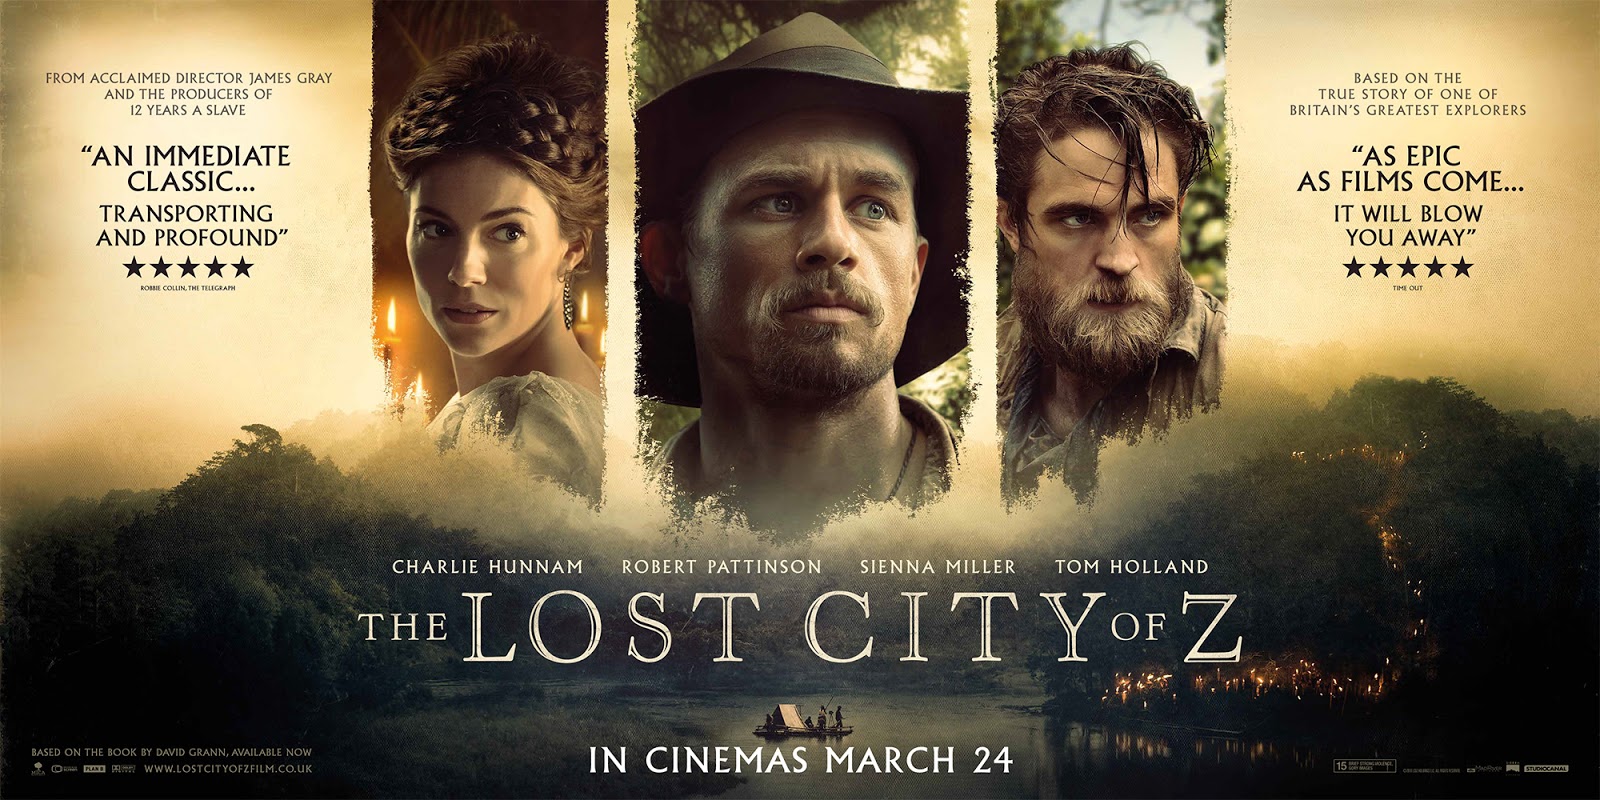 FROM ACCLAIMED DIRECTOR JAMES GRAY
AND THE PRODUCERS OF
12 YEARS A SLAVE
“AN IMMEDIATE
CLASSIC...
TRANSPORTING
AND PROFOUND”
★★★★★
ROBBIE COLLIN, THE TELEGRAPH
BASED ON THE
TRUE STORY OF ONE OF
BRITAIN'S GREATEST EXPLORERS
“AS EPIC
AS FILMS COME...
IT WILL BLOW
YOU AWAY”
★★★★★
TIME OUT
CHARLIE HUNNAM ROBERT PATTINSON SIENNA MILLER TOM HOLLAND
THE LOST CITY OF Z
IN CINEMAS MARCH 24
BASED ON THE BOOK BY DAVID GRANN, AVAILABLE NOW
PLAN B WWW.LOSTCITYOFZFILM.CO.UK
15 STUDIOCANAL